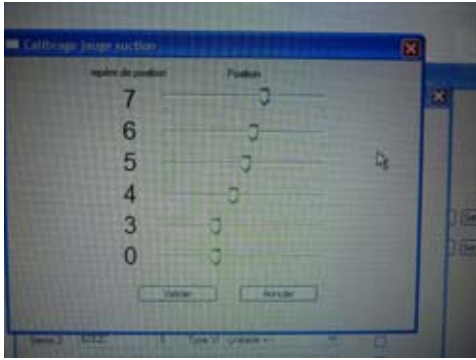 Calibrage Jauge suction
repère de position Position
7
6
5
4
3
0
Valider Annuler